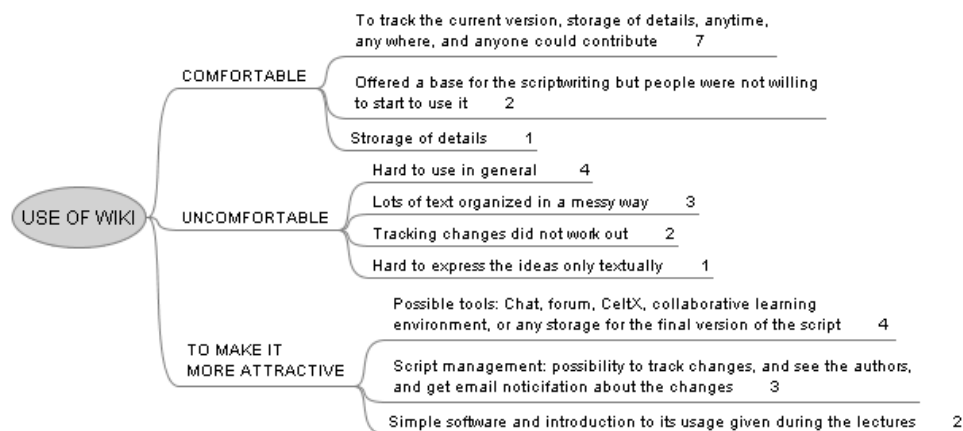 USE OF WIKI
COMFORTABLE
To track the current version, storage of details, anytime,
any where, and anyone could contribute 7
Offered a base for the scriptwriting but people were not willing
to start to use it 2
Strorage of details 1
UNCOMFORTABLE
Hard to use in general 4
Lots of text organized in a messy way 3
Tracking changes did not work out 2
Hard to express the ideas only textually 1
TO MAKE IT
MORE ATTRACTIVE
Possible tools: Chat, forum, CeltX, collaborative learning
environment, or any storage for the final version of the script 4
Script management: possibility to track changes, and see the authors,
and get email noticifation about the changes 3
Simple software and introduction to its usage given during the lectures 2